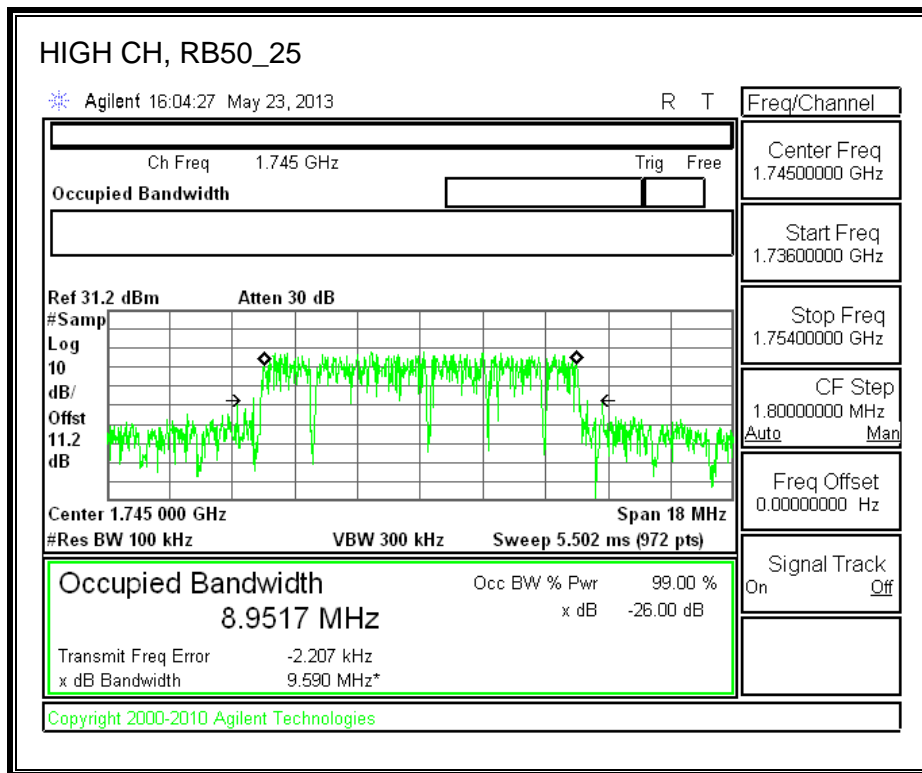 HIGH CH, RB50_25
Agilent 16:04:27 May 23, 2013 R T
Freq/Channel
Ch Freq 1.745 GHz Trig Free
Occupied Bandwidth
Center Freq
1.74500000 GHz
Start Freq
1.73600000 GHz
Stop Freq
1.75400000 GHz
CF Step
1.80000000 MHz
Auto Man
Freq Offset
0.00000000 Hz
Signal Track
On Off
Ref 31.2 dBm Atten 30 dB
#Samp
Log
10
dB/
Offst
11.2
dB
Center 1.745 000 GHz Span 18 MHz
#Res BW 100 kHz VBW 300 kHz Sweep 5.502 ms (972 pts)
Occupied Bandwidth Occ BW % Pwr 99.00 %
8.9517 MHz x dB -26.00 dB
Transmit Freq Error -2.207 kHz
x dB Bandwidth 9.590 MHz*
Copyright 2000-2010 Agilent Technologies